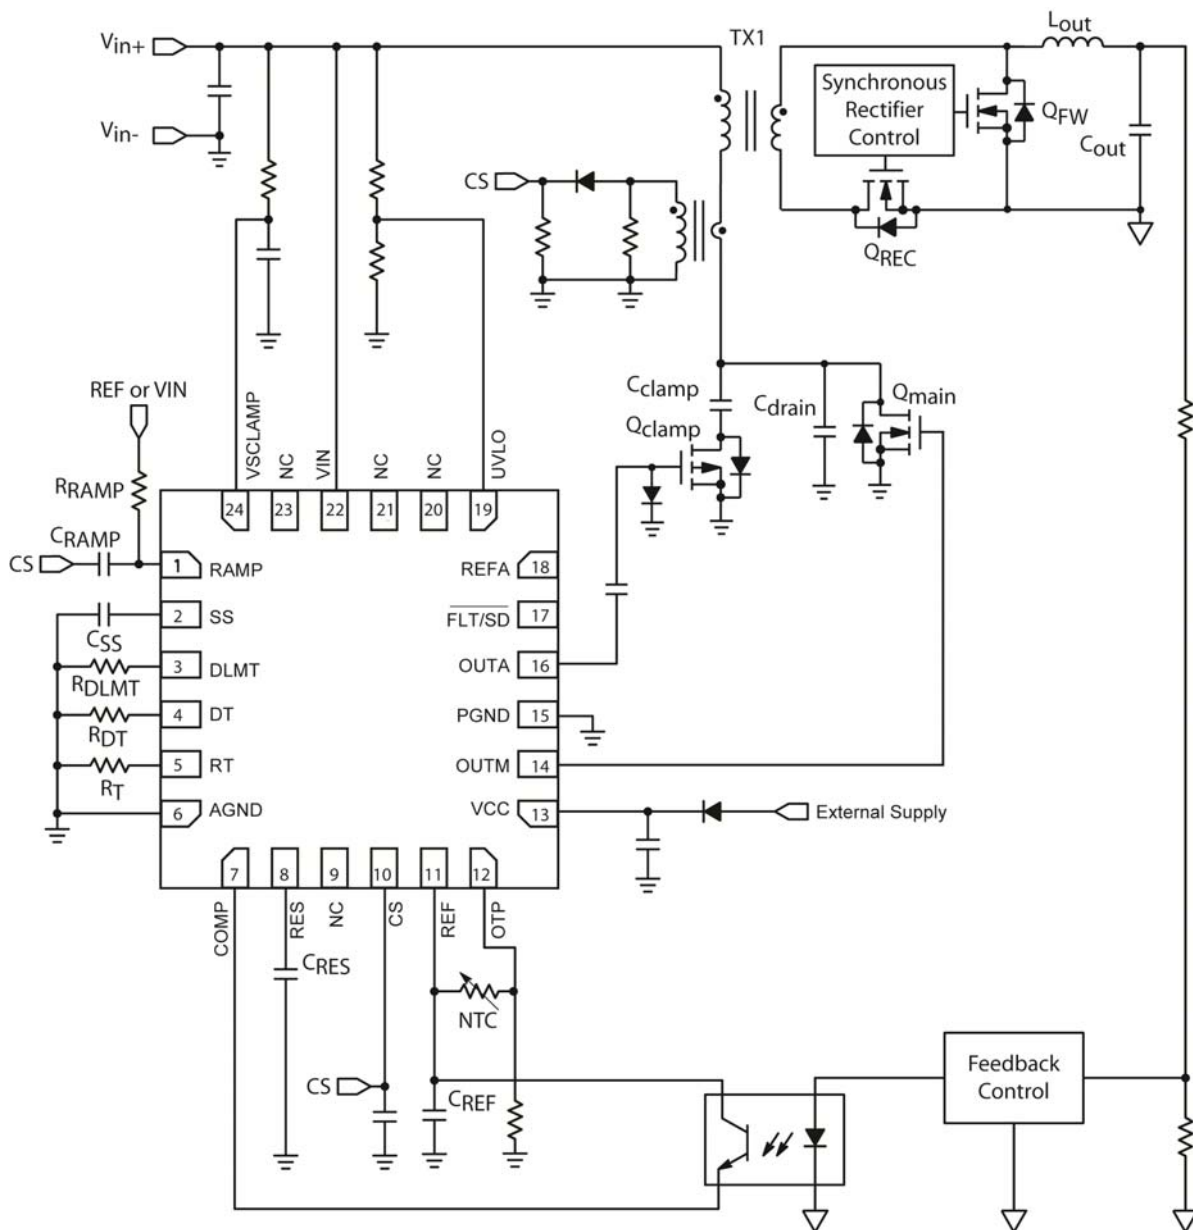 Vin+
Vin-
TX1
Lout
Synchronous
Rectifier
Control
QFW
Cout
CS
QREC
REF or VIN
RRAMP
CRAMP
CS
Cclamp
Qclamp
Cdrain
Qmain
VSCLAMP
NC
VIN
NC
NC
UVLO
24
23
22
21
20
19
1
RAMP
REFA
18
2
SS
FLT/SD
17
CSS
3
DLMT
OUTA
16
RDLMT
4
DT
PGND
15
RDT
5
RT
OUTM
14
RT
6
AGND
VCC
13
External Supply
7
8
9
10
11
12
COMP
RES
NC
CS
REF
OTP
CRES
NTC
CS
CREF
Feedback
Control